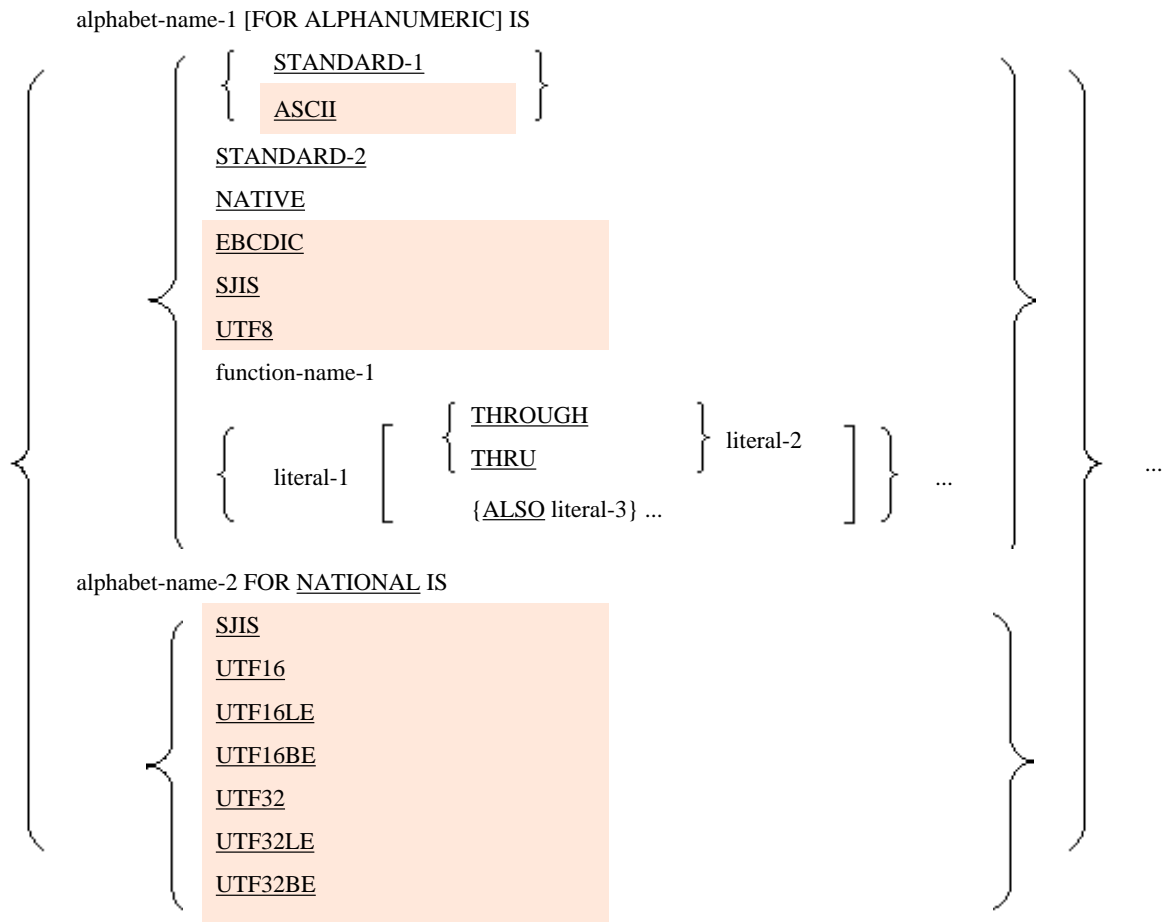 alphabet-name-1 [FOR ALPHANUMERIC] IS
STANDARD-1
ASCII
STANDARD-2
NATIVE
EBCDIC
SJIS
UTF8
function-name-1
literal-1
THROUGH
THRU
literal-2
{ALSO literal-3} ...
...
...
alphabet-name-2 FOR NATIONAL IS
SJIS
UTF16
UTF16LE
UTF16BE
UTF32
UTF32LE
UTF32BE